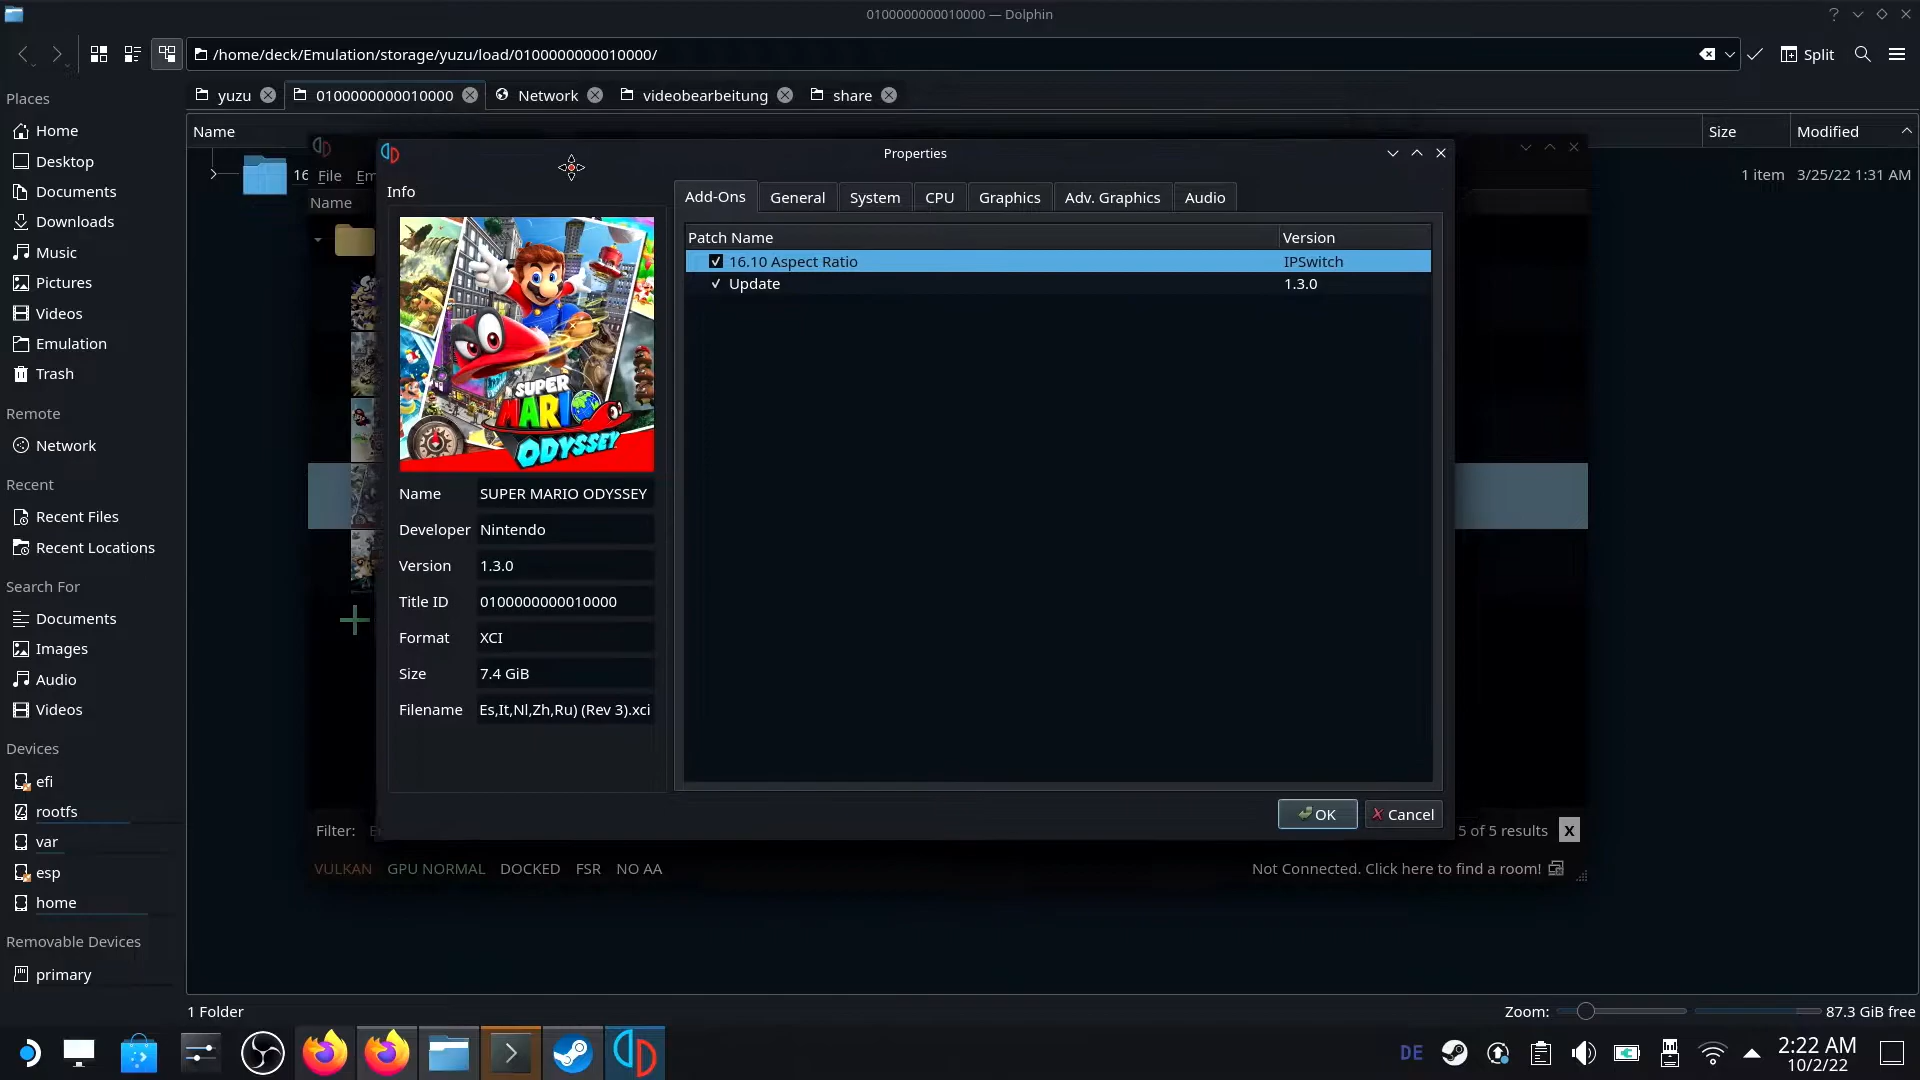 0100000000010000 — Dolphin
/home/deck/Emulation/storage/yuzu/load/0100000000010000/
Split
yuzu
0100000000010000
Network
videobearbeitung
share
Places
Home
Desktop
Documents
Downloads
Music
Pictures
Videos
Emulation
Trash
Remote
Network
Recent
Recent Files
Recent Locations
Search For
Documents
Images
Audio
Videos
Devices
efi
rootfs
var
esp
home
Removable Devices
primary
Name
Size
Modified
16
1 item
3/25/22 1:31 AM
File
Em
Name
Properties
Info
SUPER
MARIO
ODYSSEY
Name SUPER MARIO ODYSSEY
Developer Nintendo
Version 1.3.0
Title ID 0100000000010000
Format XCI
Size 7.4 GiB
Filename Es,It,Nl,Zh,Ru) (Rev 3).xci
Add-Ons General System CPU Graphics Adv. Graphics Audio
Patch Name Version
16.10 Aspect Ratio IPSwitch
Update 1.3.0
OK
Cancel
Filter:
5 of 5 results X
VULKAN GPU NORMAL DOCKED FSR NO AA
Not Connected. Click here to find a room!
1 Folder
Zoom:
87.3 GiB free
DE
2:22 AM
10/2/22